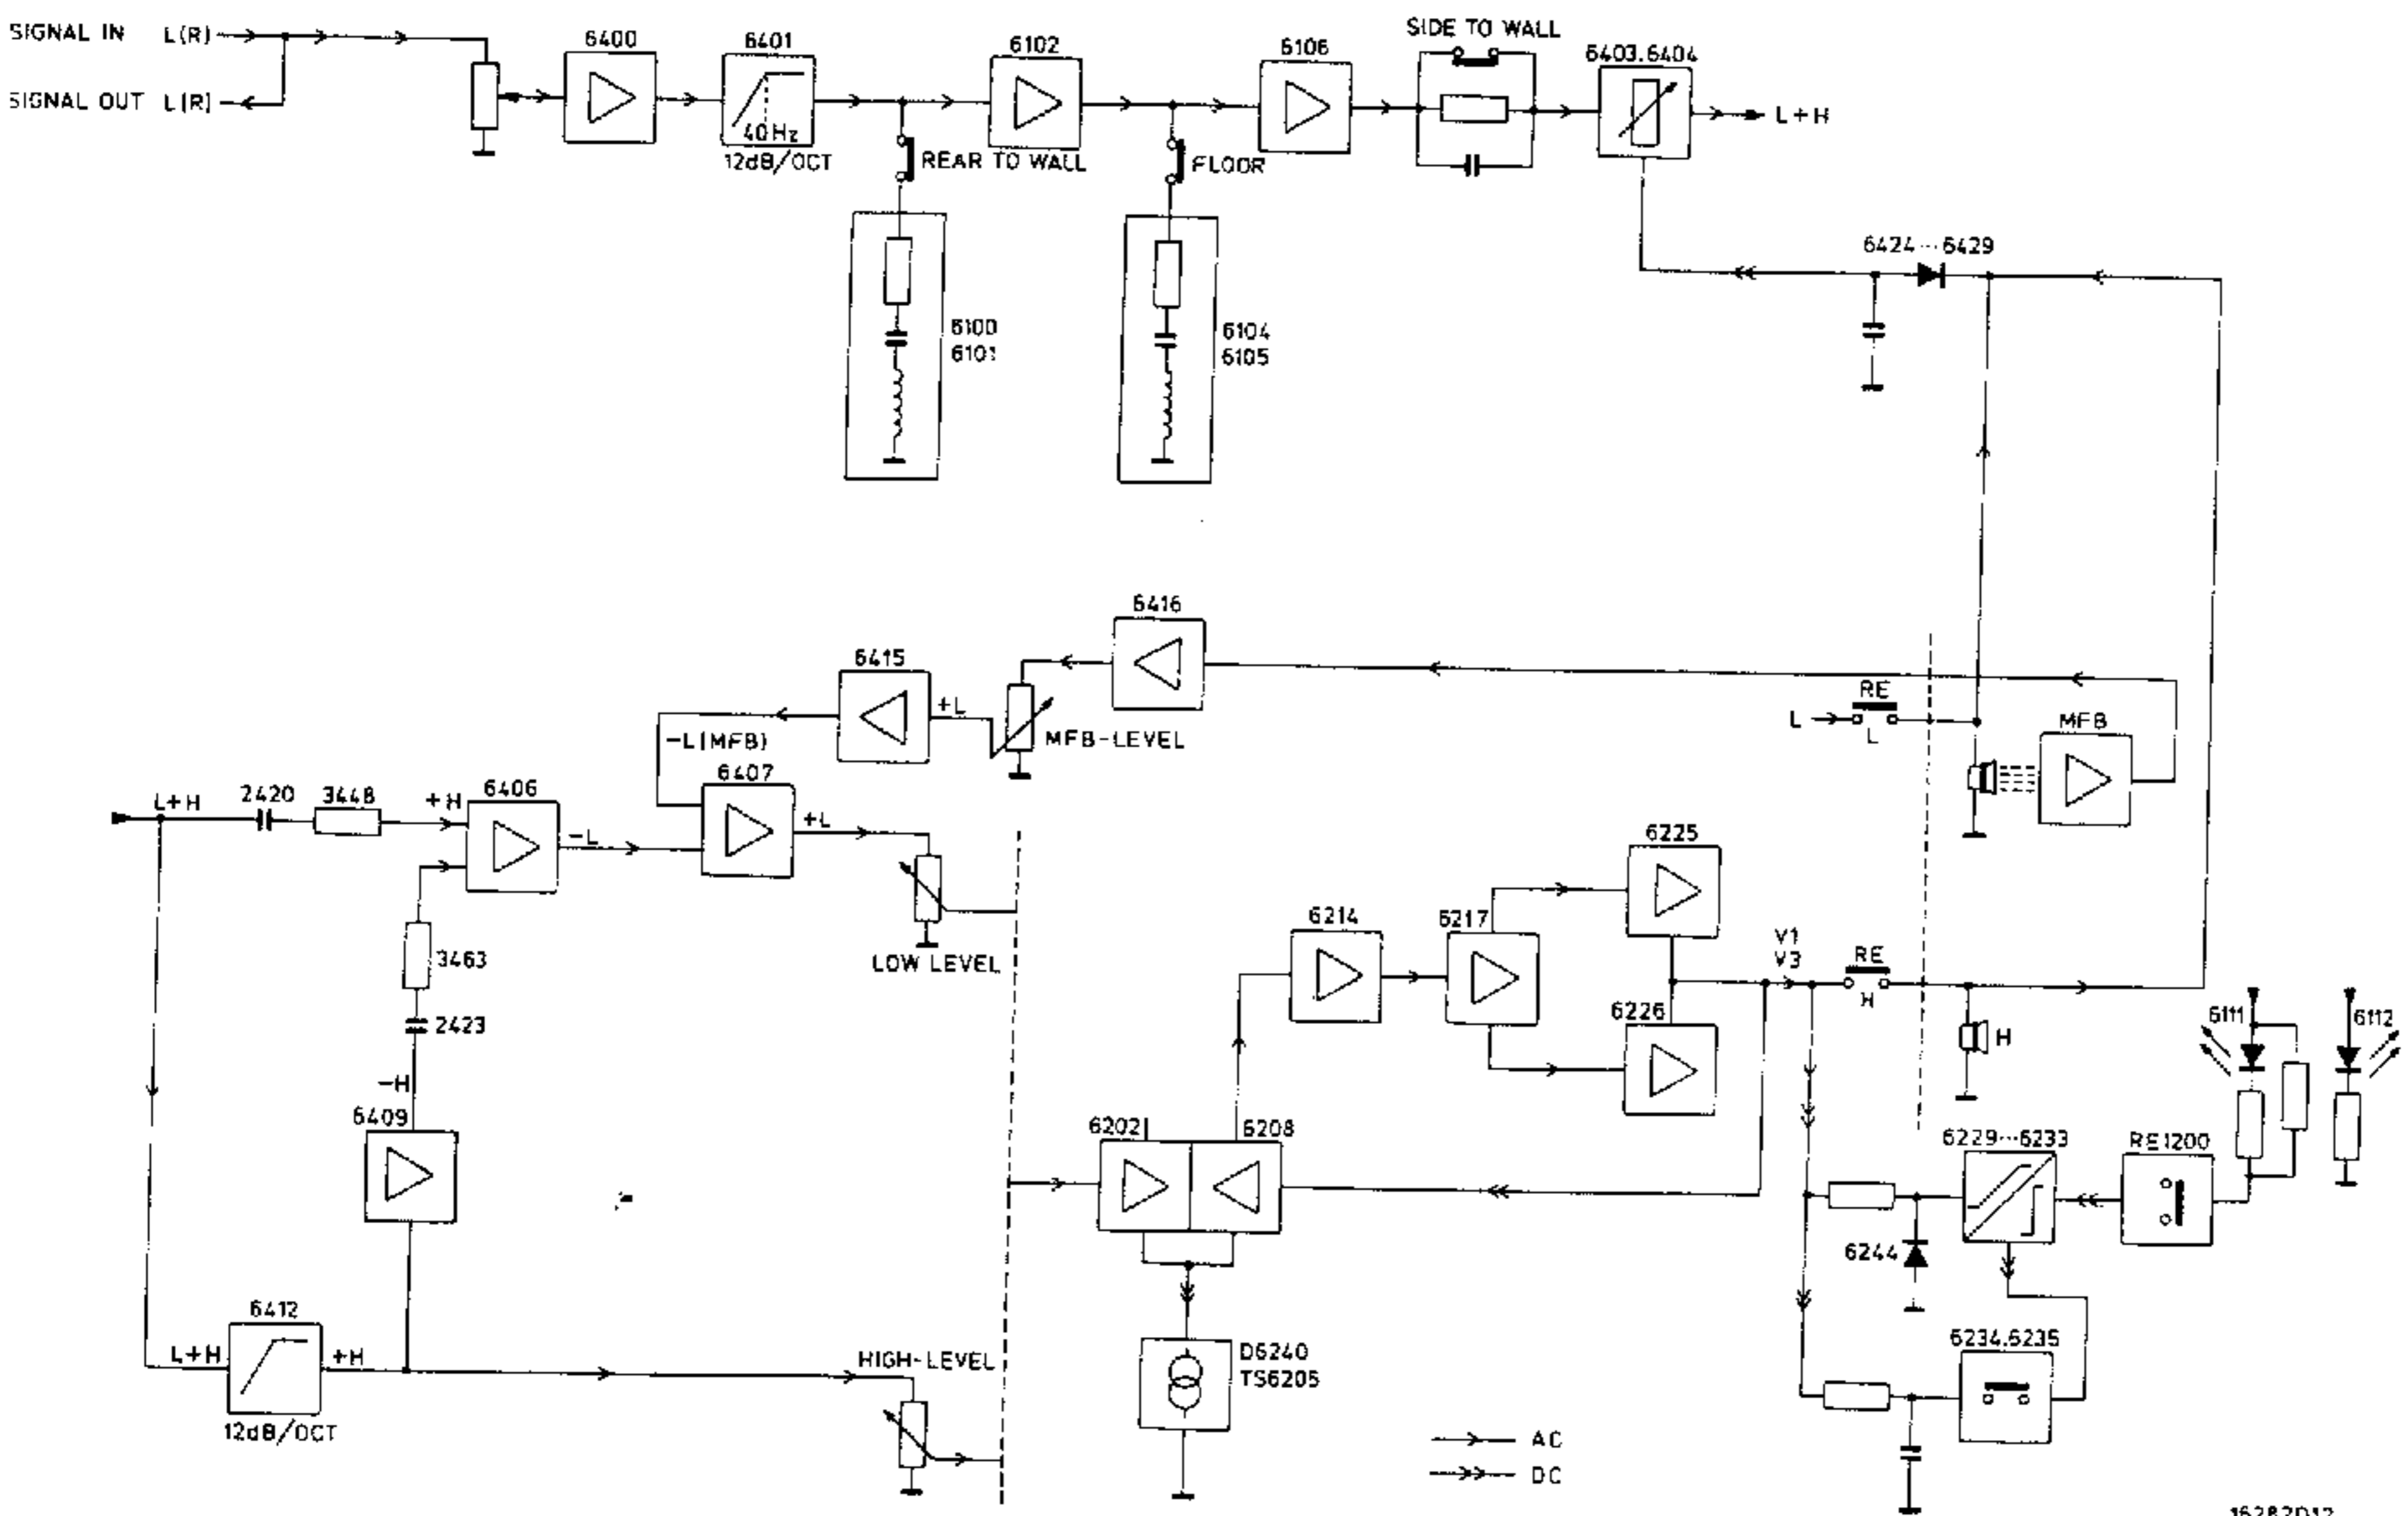 SIGNAL IN L(R)
SIGNAL OUT L(R)
6400
6401
40Hz
12dB/OCT
REAR TO WALL
6100
6101
6102
FLOOR
6104
6105
6106
SIDE TO WALL
6403.6404
L+H
6424···6429
6416
6415
+L
MFB-LEVEL
-L(MFB)
RE
L
L
MFB
L+H
2420
3448
+H
6406
-L
6407
+L
LOW LEVEL
3463
2423
-H
6409
6412
L+H
+H
12dB/OCT
HIGH-LEVEL
6214
6217
6225
6226
V1
V3
RE
H
H
6111
6112
6202
6208
D6240
TS6205
6244
6229···6233
RE1200
6234.6235
AC
DC